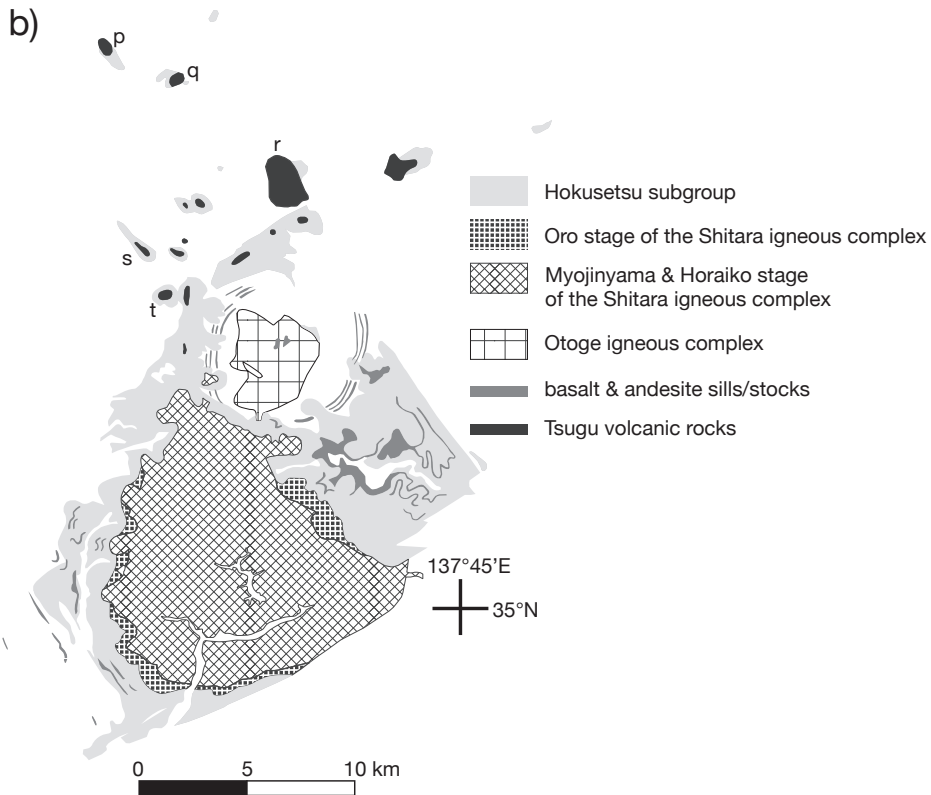 b)
p
q
r
s
t
Hokusetsu subgroup
Oro stage of the Shitara igneous complex
Myojinyama & Horaiko stage
of the Shitara igneous complex
Otoge igneous complex
basalt & andesite sills/stocks
Tsugu volcanic rocks
137°45'E
35°N
0 5 10 km